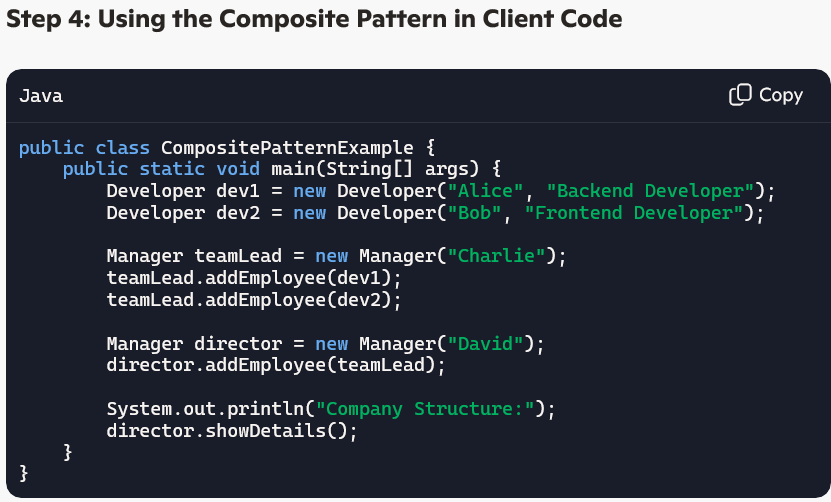 Step 4: Using the Composite Pattern in Client Code
Java
Copy
public class CompositePatternExample {
    public static void main(String[] args) {
        Developer dev1 = new Developer("Alice", "Backend Developer");
        Developer dev2 = new Developer("Bob", "Frontend Developer");

        Manager teamLead = new Manager("Charlie");
        teamLead.addEmployee(dev1);
        teamLead.addEmployee(dev2);

        Manager director = new Manager("David");
        director.addEmployee(teamLead);

        System.out.println("Company Structure:");
        director.showDetails();
    }
}